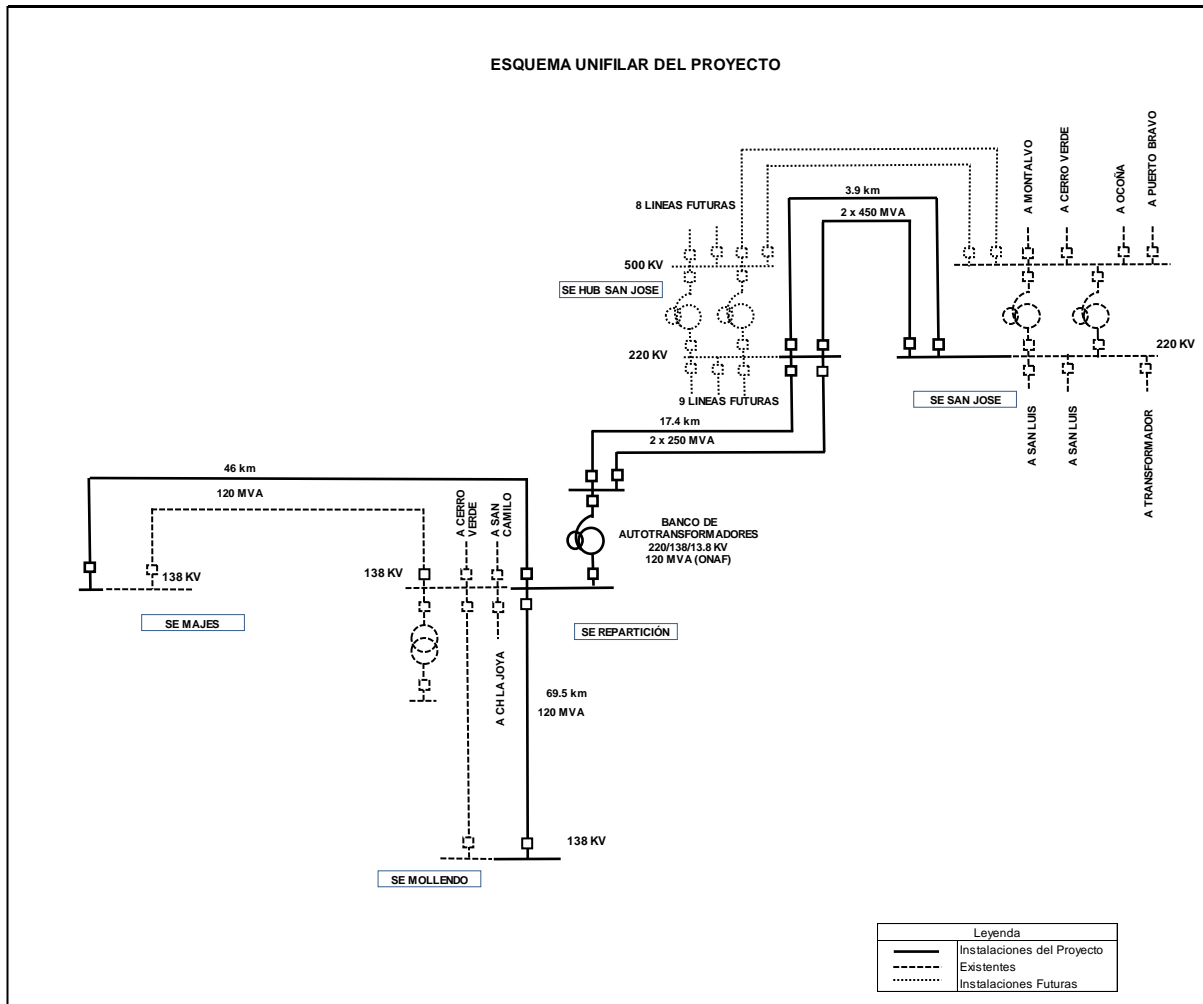 ESQUEMA UNIFILAR DEL PROYECTO
A MONTALVO
A CERRO VERDE
A OCOÑA
A PUERTO BRAVO
3.9 km
2 x 450 MVA
8 LINEAS FUTURAS
500 KV
SE HUB SAN JOSE
220 KV
220 KV
9 LINEAS FUTURAS
SE SAN JOSE
A SAN LUIS
A SAN LUIS
A TRANSFORMADOR
17.4 km
2 x 250 MVA
46 km
120 MVA
A CERRO
VERDE
A SAN
CAMILO
BANCO DE
AUTOTRANSFORMADORES
220/138/13.8 KV
120 MVA (ONAF)
138 KV
138 KV
SE MAJES
SE REPARTICIÓN
A CH LA JOYA
69.5 km
120 MVA
138 KV
SE MOLLENDO
Leyenda
Instalaciones del Proyecto
Existentes
Instalaciones Futuras